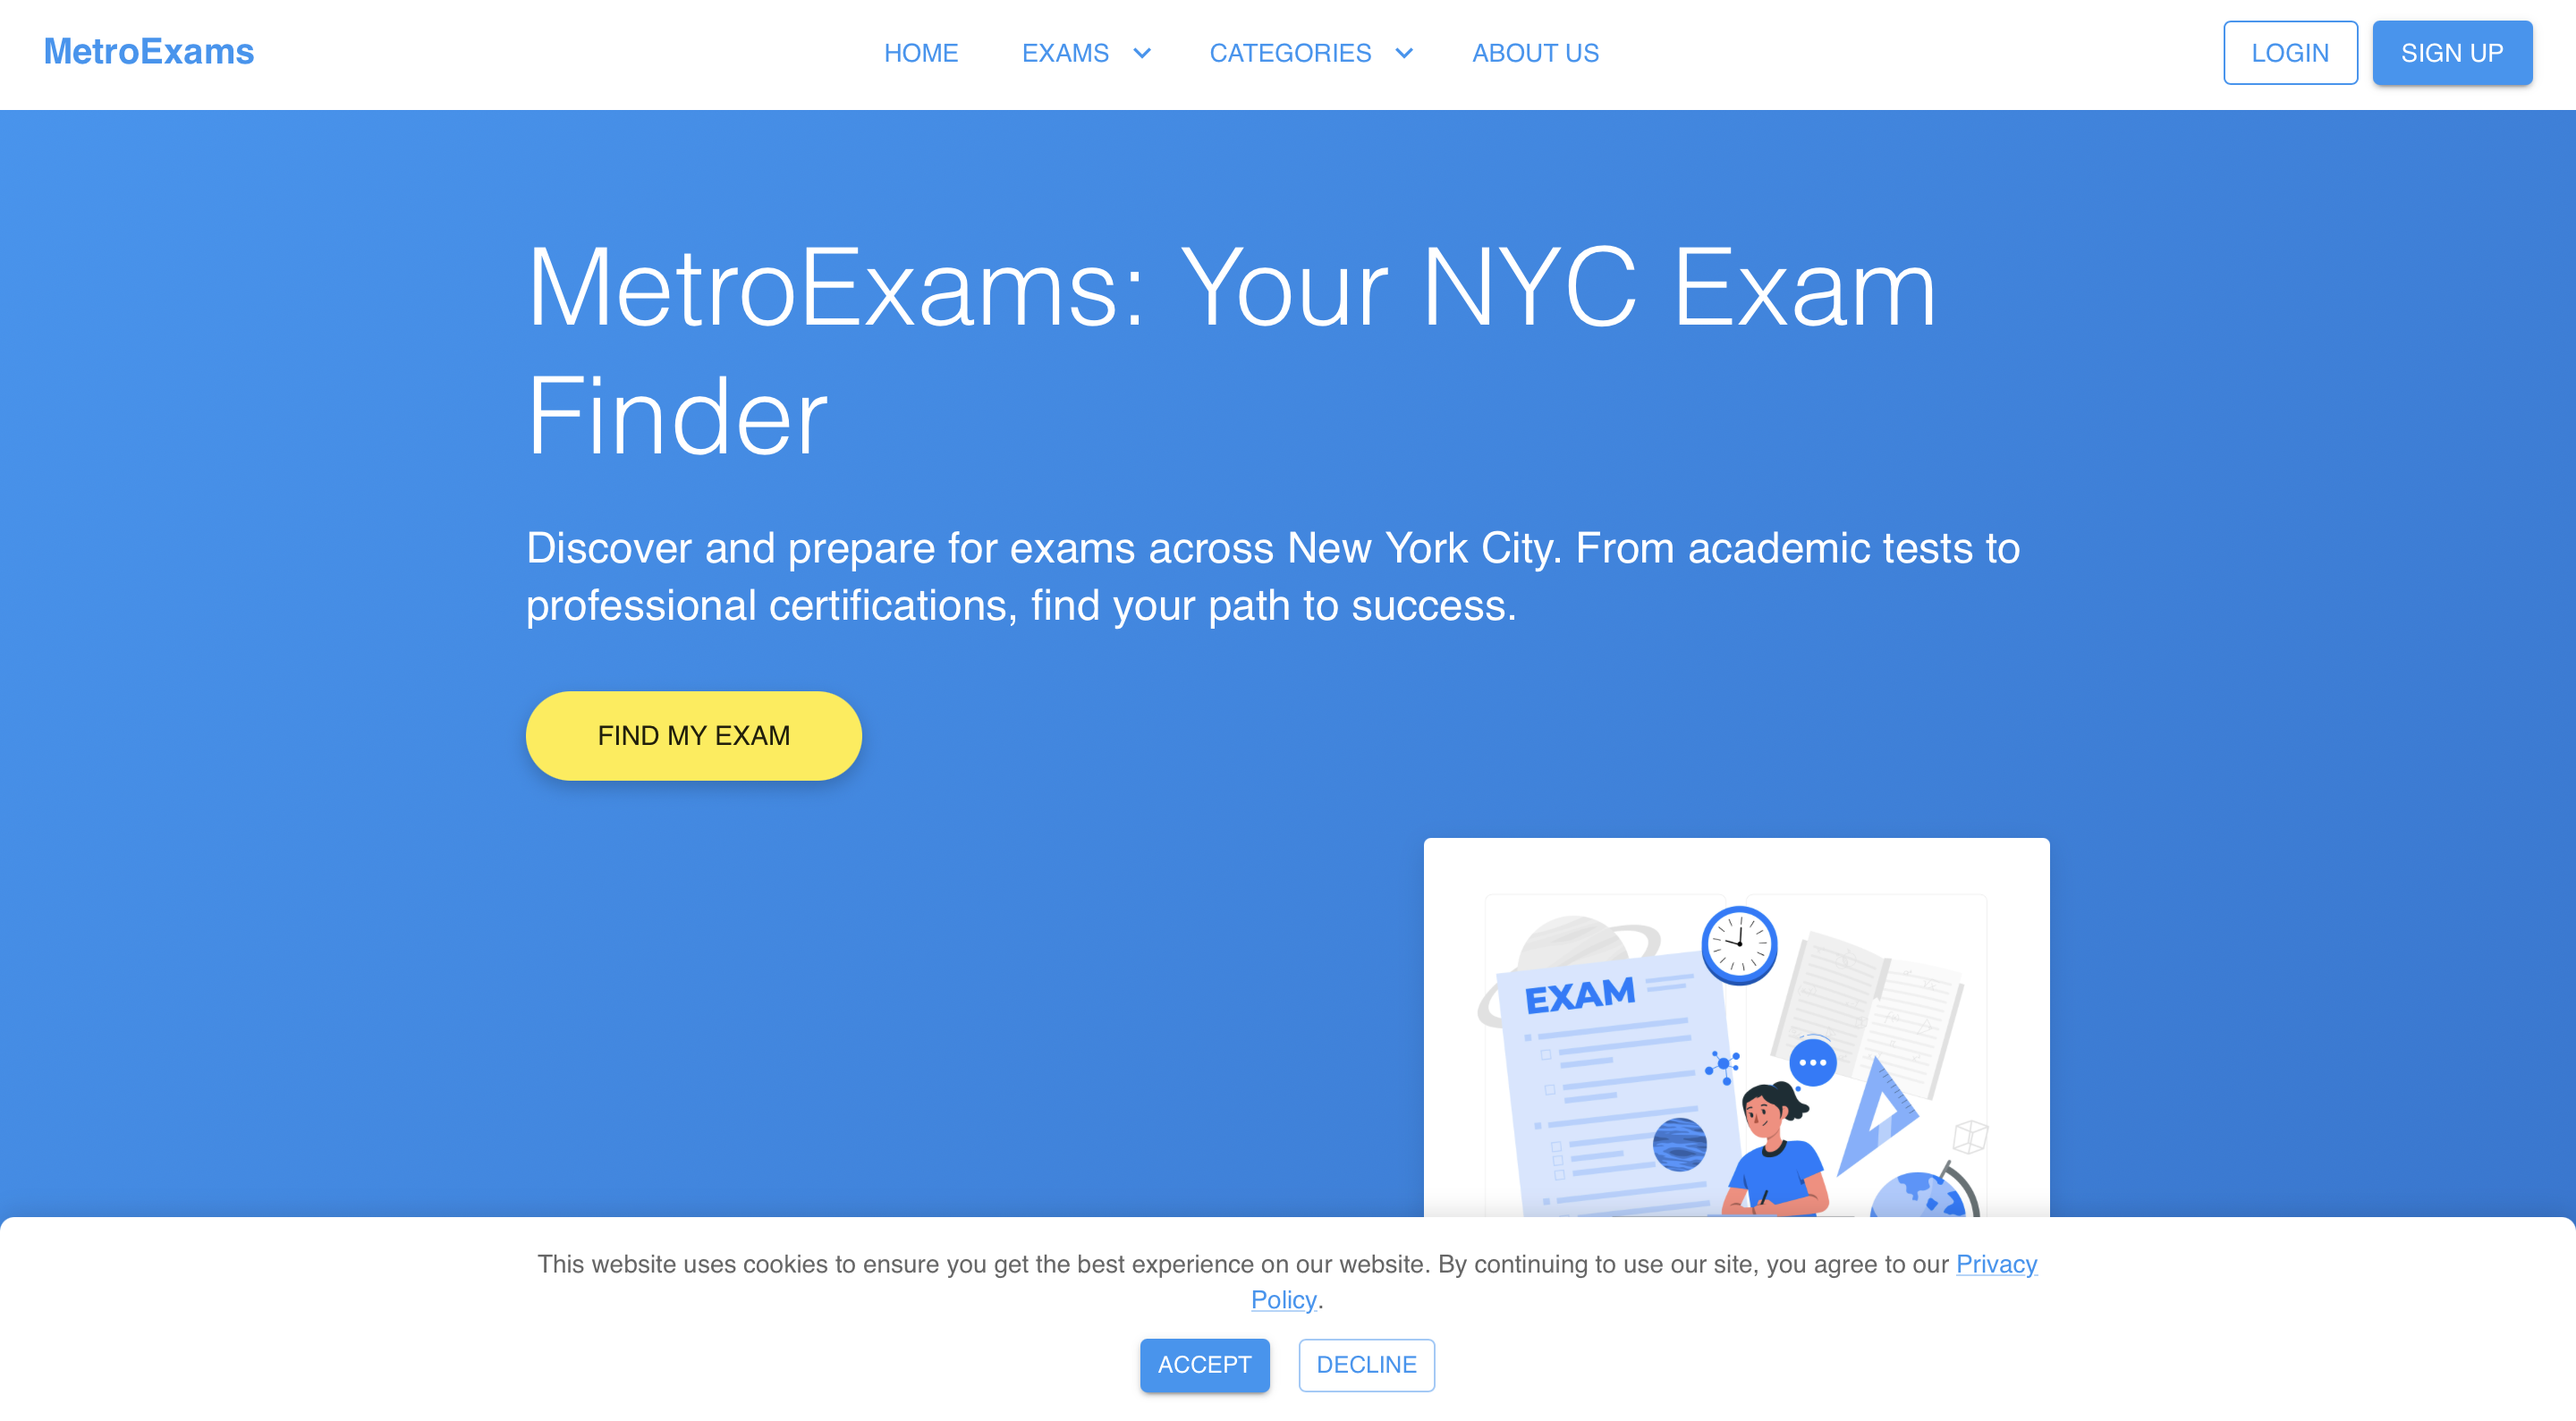 MetroExams
HOME
EXAMS
CATEGORIES
ABOUT US
LOGIN
SIGN UP
MetroExams: Your NYC Exam
Finder
Discover and prepare for exams across New York City. From academic tests to
professional certifications, find your path to success.
FIND MY EXAM
EXAM
This website uses cookies to ensure you get the best experience on our website. By continuing to use our site, you agree to our Privacy
Policy.
ACCEPT
DECLINE